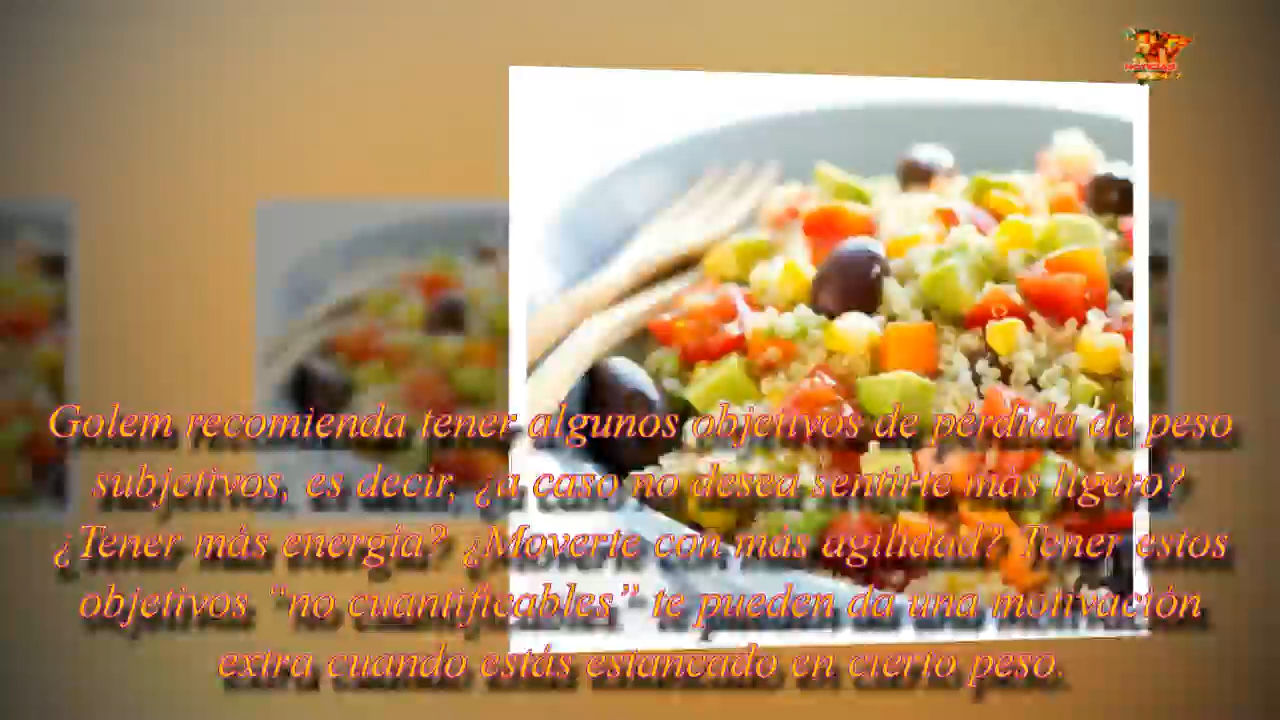 Golem recomienda tener algunos objetivos de pérdida de peso
subjetivos, es decir, ¿a caso no desea sentirte más ligero?
¿Tener más energía? ¿Moverte con más agilidad? Tener estos
objetivos “no cuantificables” te pueden da una motivación
extra cuando estás estancado en cierto peso.